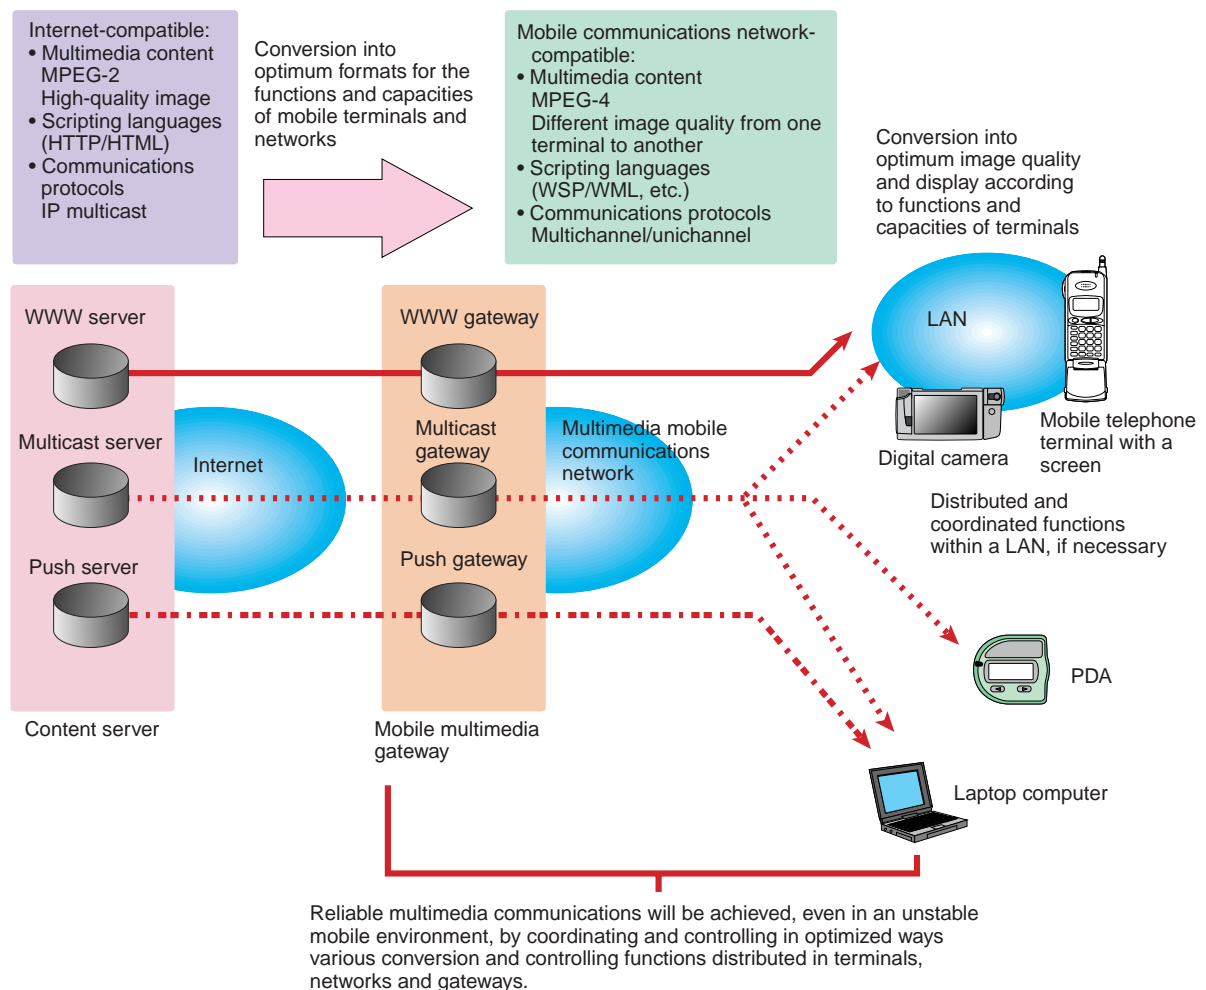 Internet-compatible:
• Multimedia content
MPEG-2
High-quality image
• Scripting languages
(HTTP/HTML)
• Communications
protocols
IP multicast
Conversion into
optimum formats for the
functions and capacities
of mobile terminals and
networks
Mobile communications network-
compatible:
• Multimedia content
MPEG-4
Different image quality from one
terminal to another
• Scripting languages
(WSP/WML, etc.)
• Communications protocols
Multichannel/unichannel
Conversion into
optimum image quality
and display according
to functions and
capacities of terminals
WWW server
WWW gateway
LAN
Multicast server
Internet
Multicast
gateway
Multimedia mobile
communications
network
Digital camera
Mobile telephone
terminal with a
screen
Distributed and
coordinated functions
within a LAN, if necessary
Push server
Push gateway
PDA
Content server
Mobile multimedia
gateway
Laptop computer
Reliable multimedia communications will be achieved, even in an unstable
mobile environment, by coordinating and controlling in optimized ways
various conversion and controlling functions distributed in terminals,
networks and gateways.